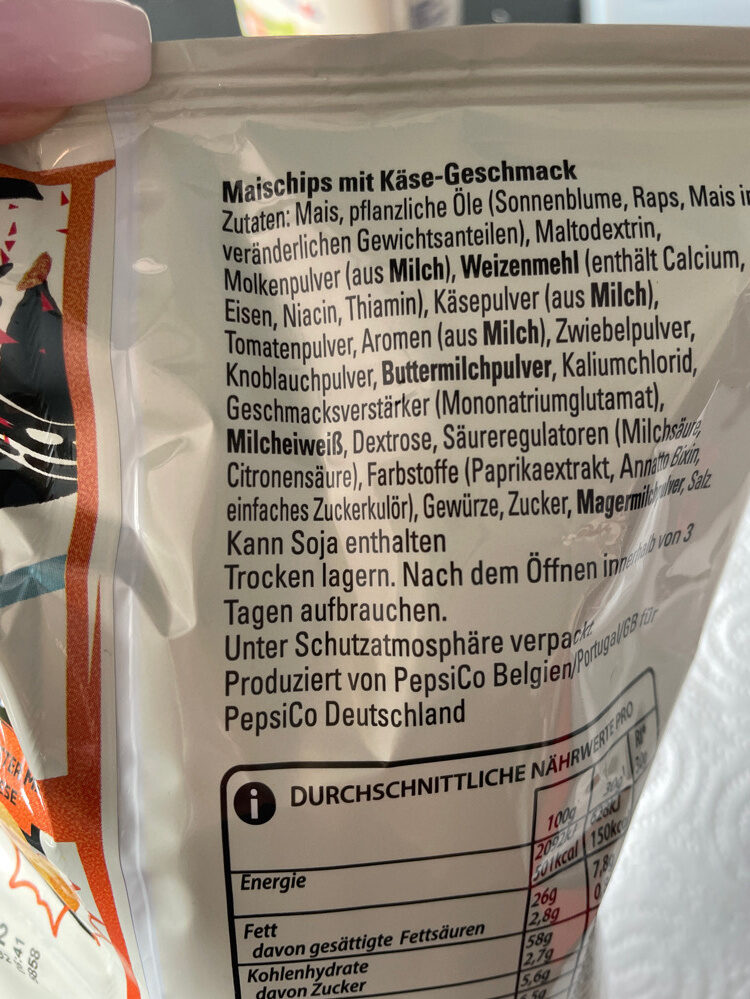 Maischips mit Käse-Geschmack
Zutaten: Mais, pflanzliche Öle (Sonnenblume, Raps, Mais in
veränderlichen Gewichtsanteilen), Maltodextrin,
Molkenpulver (aus Milch), Weizenmehl (enthält Calcium,
Eisen, Niacin, Thiamin), Käsepulver (aus Milch),
Tomatenpulver, Aromen (aus Milch), Zwiebelpulver,
Knoblauchpulver, Buttermilchpulver, Kaliumchlorid,
Geschmacksverstärker (Mononatriumglutamat),
Milcheiweiß, Dextrose, Säureregulatoren (Milchsäure,
Citronensäure), Farbstoffe (Paprikaextrakt, Annatto Bixin,
einfaches Zuckerkulör), Gewürze, Zucker, Magermilchpulver, Salz
Kann Soja enthalten
Trocken lagern. Nach dem Öffnen innerhalb von 3
Tagen aufbrauchen.
Unter Schutzatmosphäre verpackt
Produziert von PepsiCo Belgien/Portugal/GB für
PepsiCo Deutschland
i DURCHSCHNITTLICHE NÄHRWERTE PRO
100g 30g RI*
Energie 501kcal
Fett 26g
davon gesättigte Fettsäuren 2,8g
Kohlenhydrate 58g
davon Zucker 2,7g
5,6g